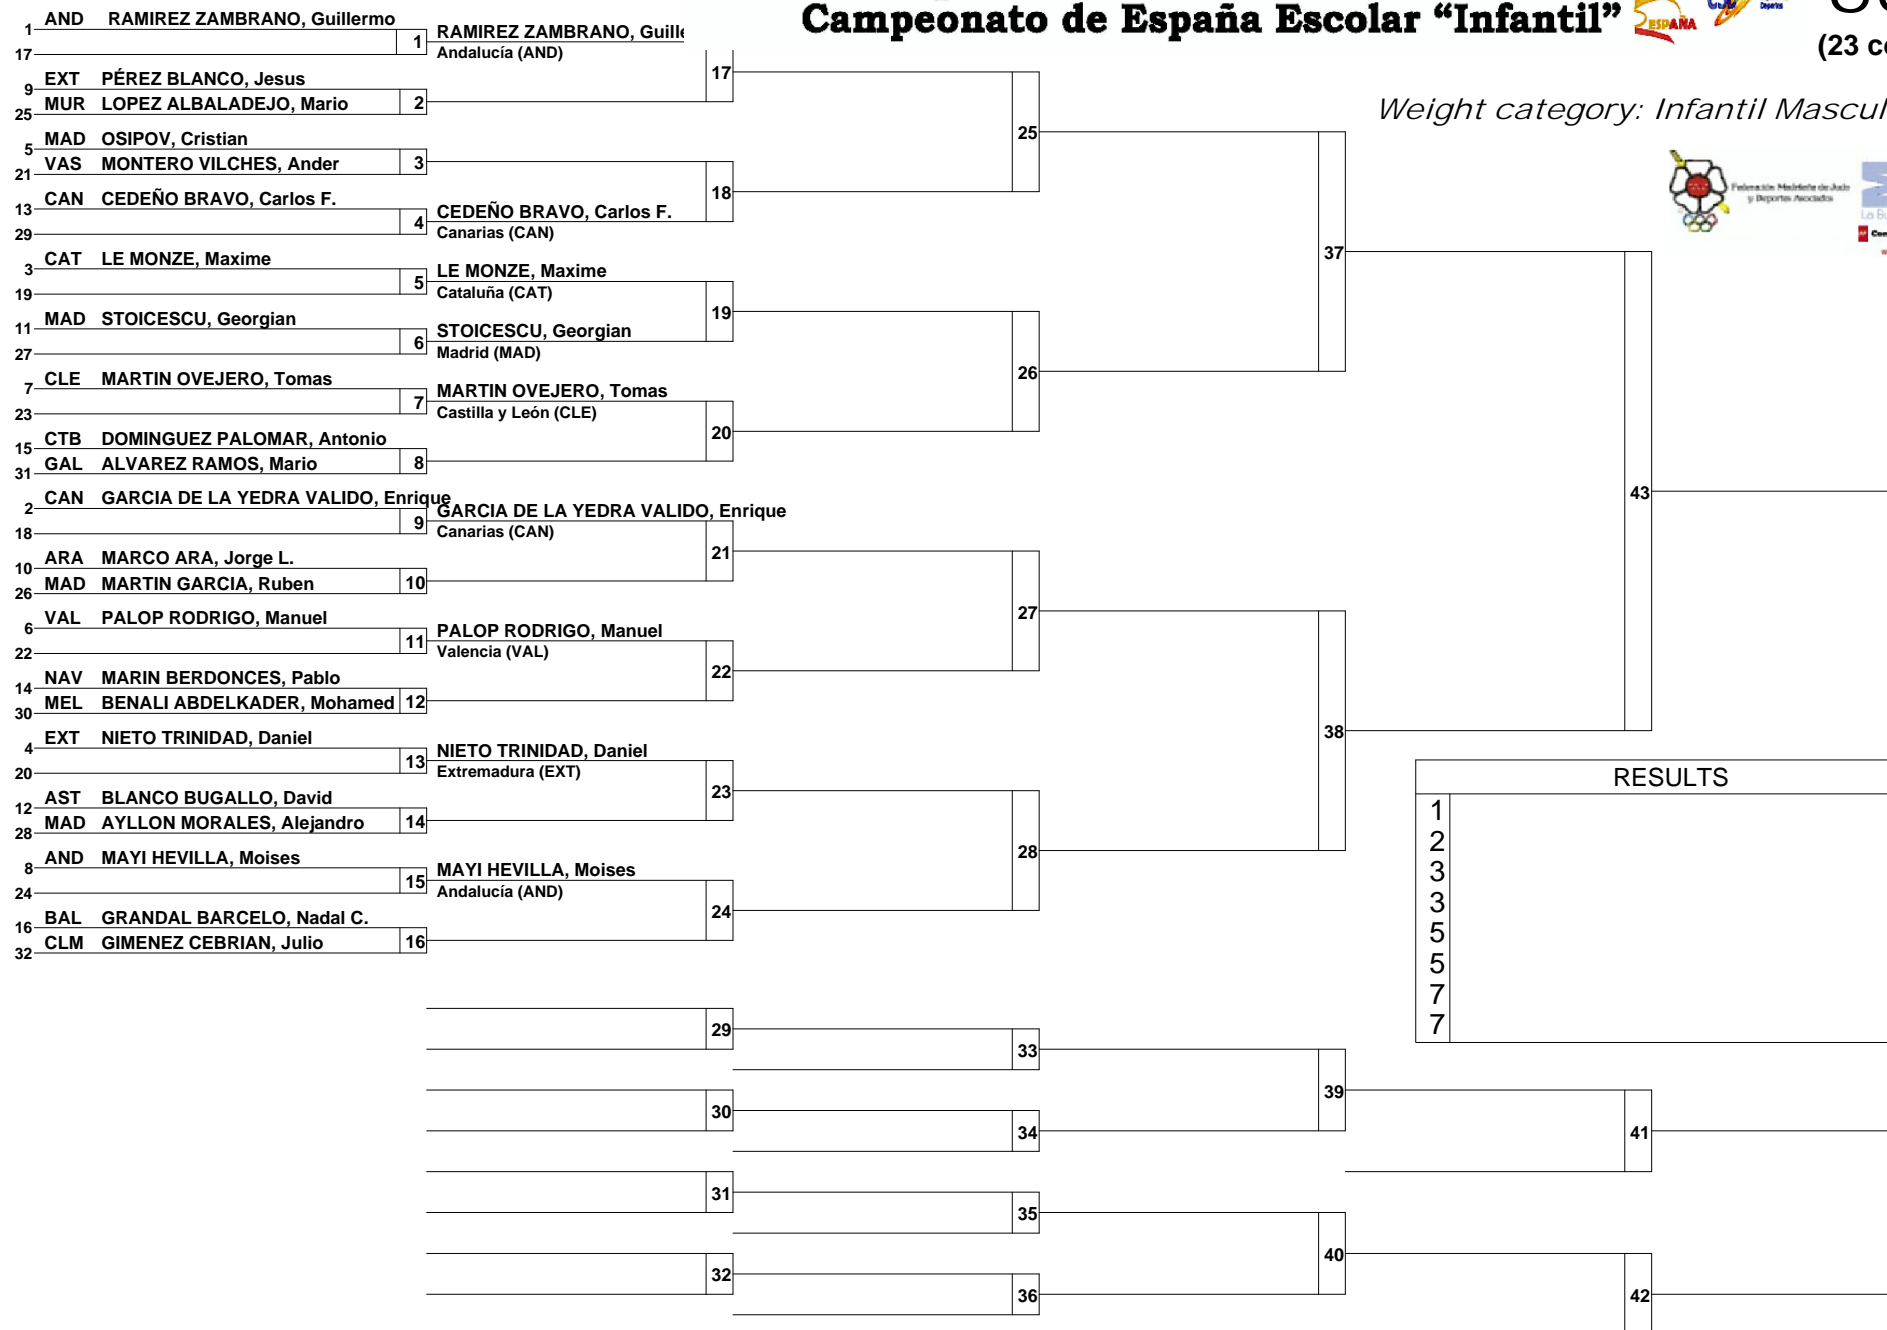 Campeonato de España Escolar “Infantil”
ESPAÑA
(23 c
Weight category: Infantil Mascul
Federación Madrileña de Judo
y Deportes Asociados
1 AND RAMIREZ ZAMBRANO, Guillermo
17
1
RAMIREZ ZAMBRANO, Guille
Andalucía (AND)
9 EXT PÉREZ BLANCO, Jesus
25 MUR LOPEZ ALBALADEJO, Mario
2
17
5 MAD OSIPOV, Cristian
21 VAS MONTERO VILCHES, Ander
3
13 CAN CEDEÑO BRAVO, Carlos F.
29
4
CEDEÑO BRAVO, Carlos F.
Canarias (CAN)
18
25
3 CAT LE MONZE, Maxime
19
5
LE MONZE, Maxime
Cataluña (CAT)
11 MAD STOICESCU, Georgian
27
6
STOICESCU, Georgian
Madrid (MAD)
19
7 CLE MARTIN OVEJERO, Tomas
23
7
MARTIN OVEJERO, Tomas
Castilla y León (CLE)
15 CTB DOMINGUEZ PALOMAR, Antonio
31 GAL ALVAREZ RAMOS, Mario
8
20
26
37
2 CAN GARCIA DE LA YEDRA VALIDO, Enrique
18
9
GARCIA DE LA YEDRA VALIDO, Enrique
Canarias (CAN)
10 ARA MARCO ARA, Jorge L.
26 MAD MARTIN GARCIA, Ruben
10
21
6 VAL PALOP RODRIGO, Manuel
22
11
PALOP RODRIGO, Manuel
Valencia (VAL)
14 NAV MARIN BERDONCES, Pablo
30 MEL BENALI ABDELKADER, Mohamed
12
22
27
4 EXT NIETO TRINIDAD, Daniel
20
13
NIETO TRINIDAD, Daniel
Extremadura (EXT)
12 AST BLANCO BUGALLO, David
28 MAD AYLLON MORALES, Alejandro
14
23
8 AND MAYI HEVILLA, Moises
24
15
MAYI HEVILLA, Moises
Andalucía (AND)
16 BAL GRANDAL BARCELO, Nadal C.
32 CLM GIMENEZ CEBRIAN, Julio
16
24
28
38
43
RESULTS
1
2
3
3
5
5
7
7
29
30
31
32
33
34
35
36
39
40
41
42